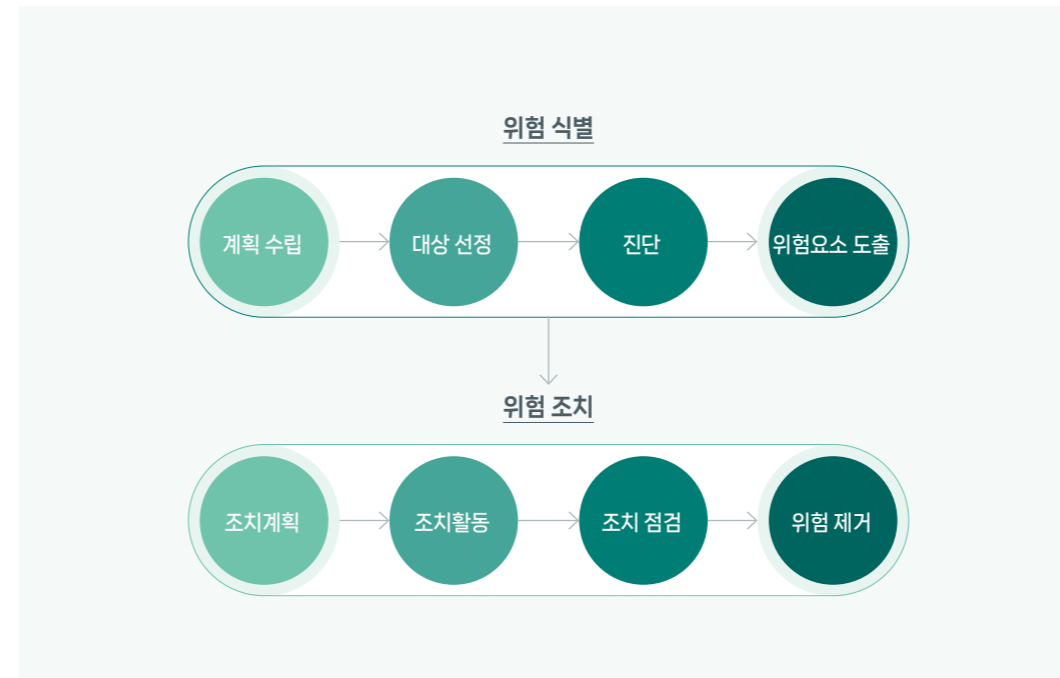 위험 식별
계획 수립
대상 선정
진단
위험요소 도출
위험 조치
조치계획
조치활동
조치 점검
위험 제거